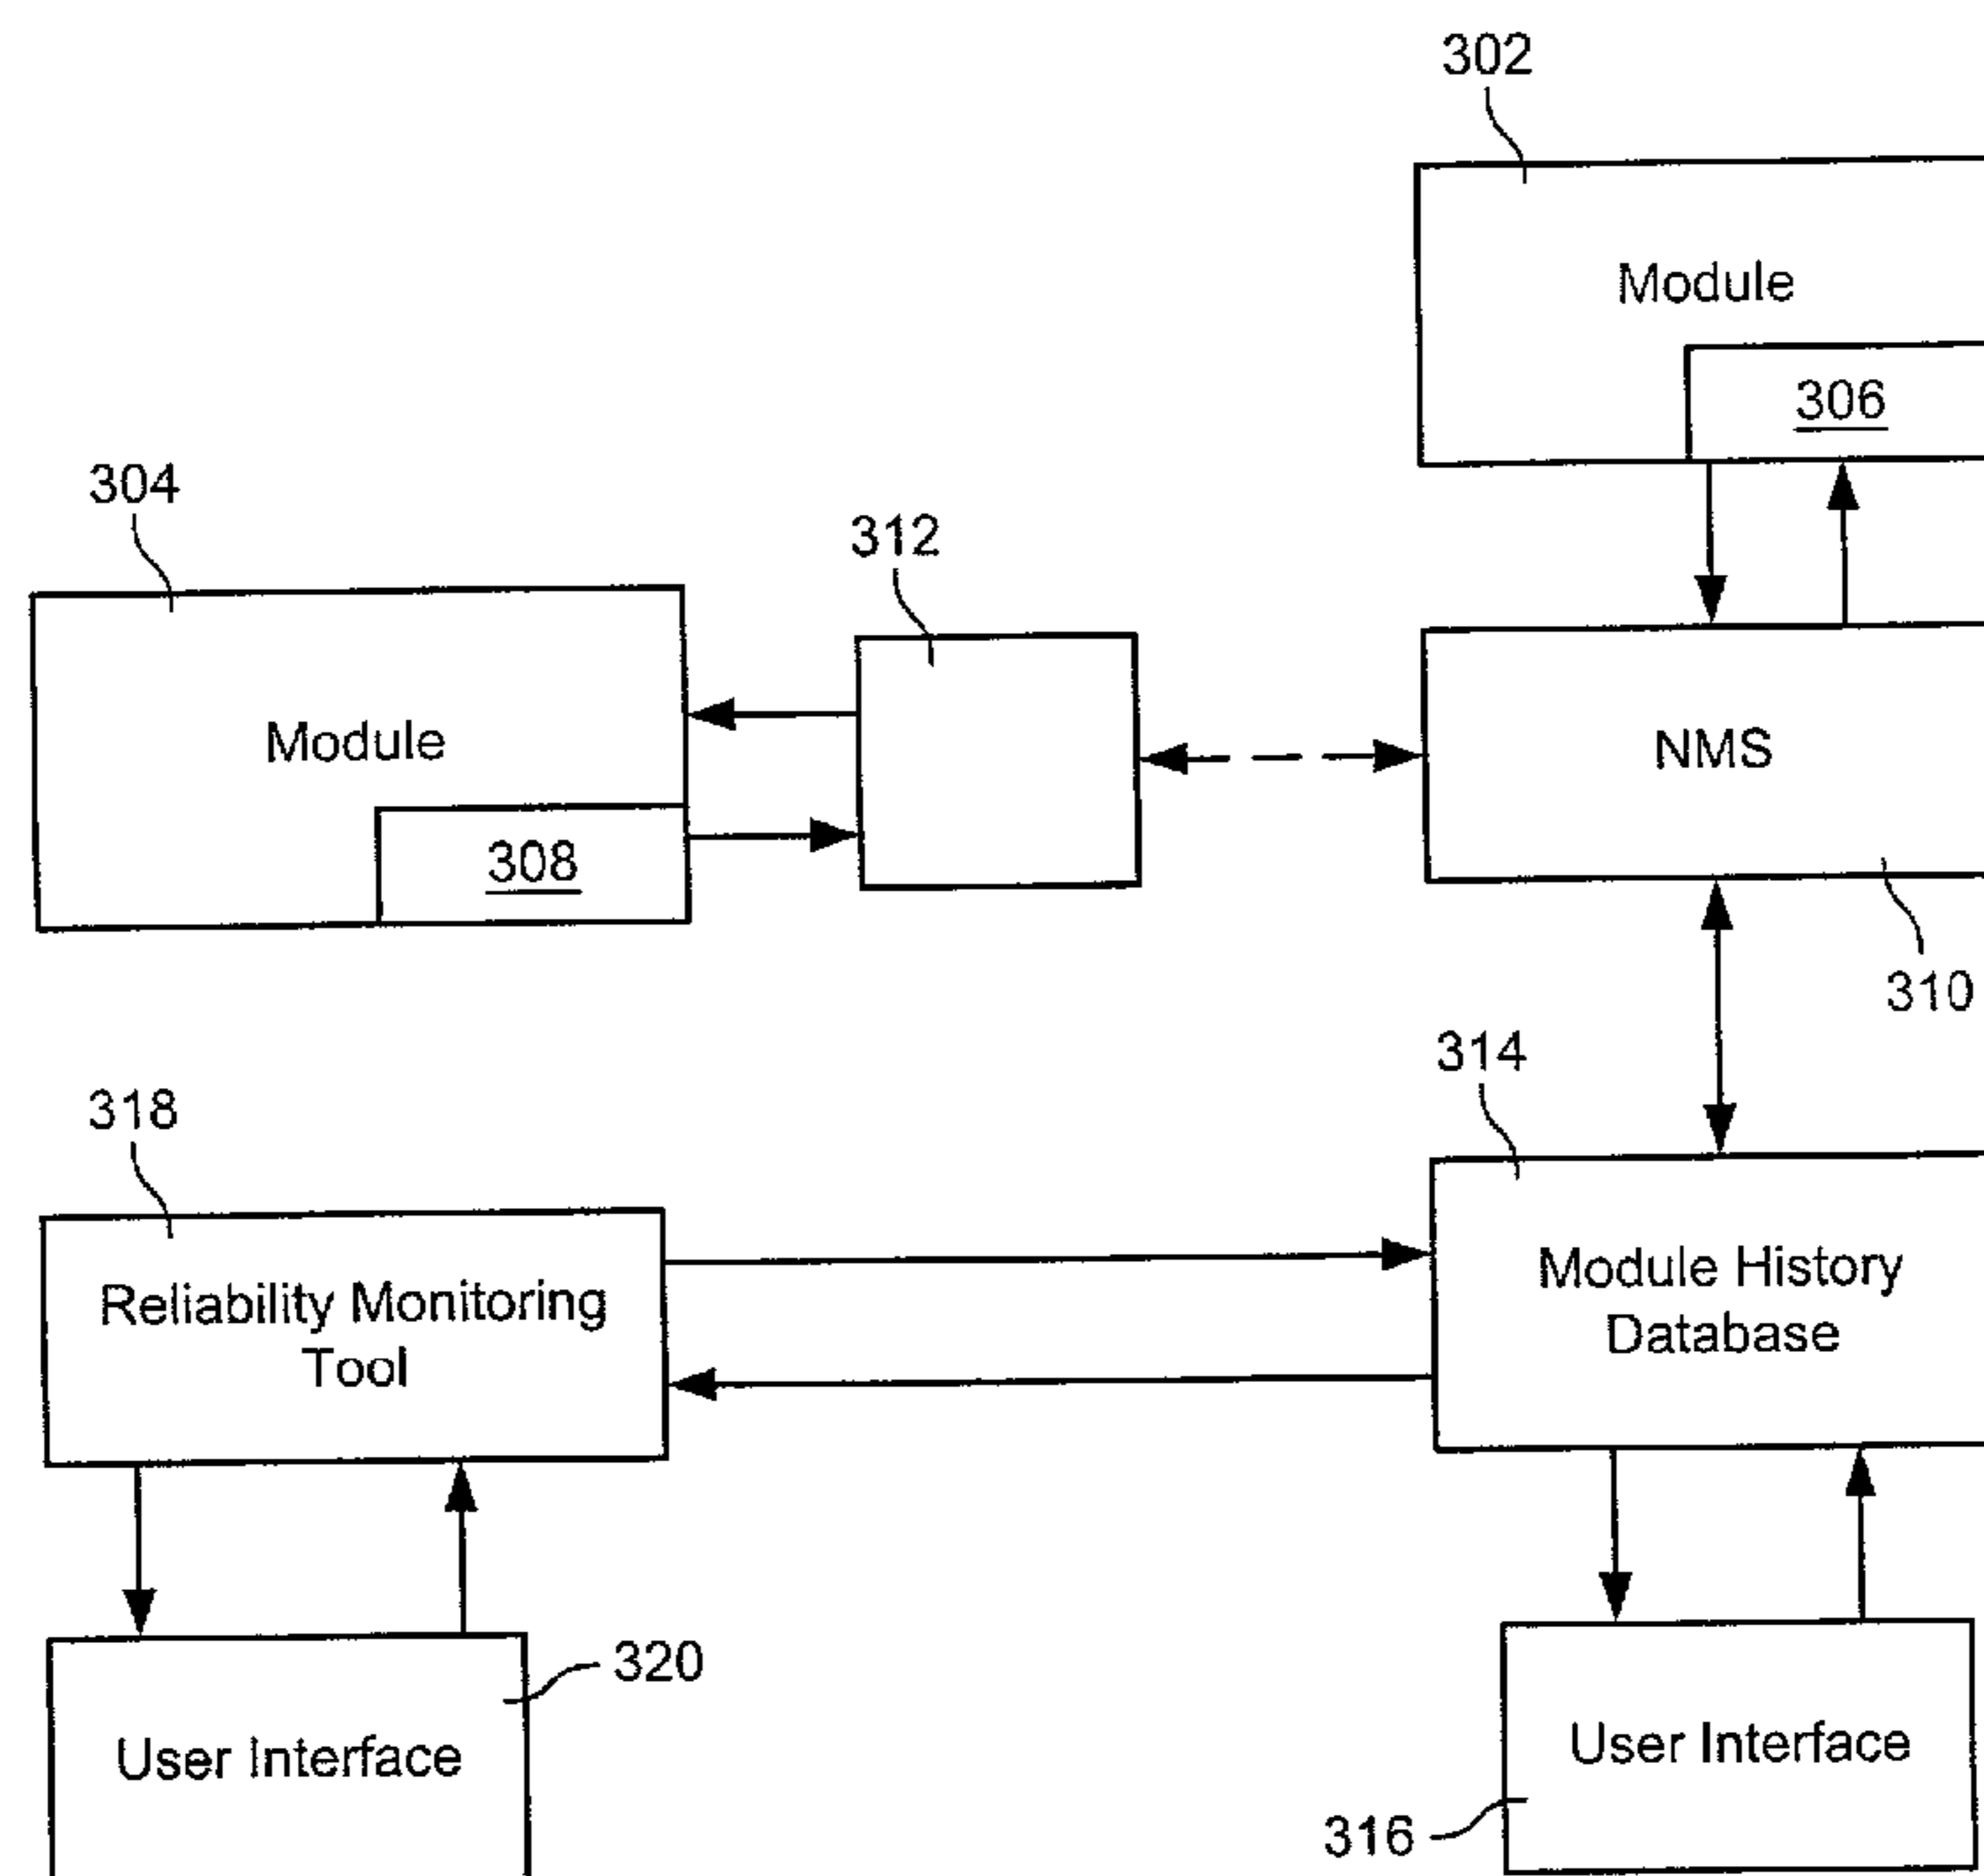 302
Module
306
304
312
Module
308
NMS
310
314
318
Reliability Monitoring
Tool
Module History
Database
320
User Interface
User Interface
316